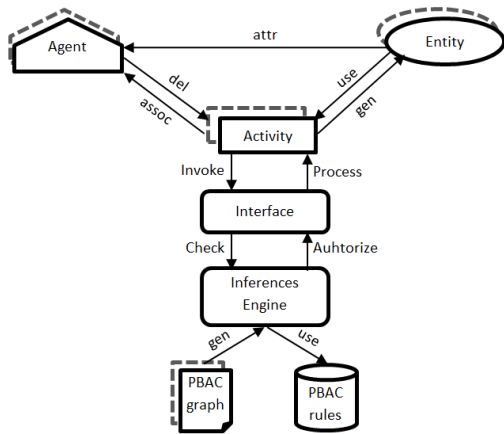 attr
Agent
Entity
del
use
assoc
gen
Activity
Invoke
Process
Interface
Check
Auhtorize
Inferences
Engine
gen
use
PBAC
graph
PBAC
rules